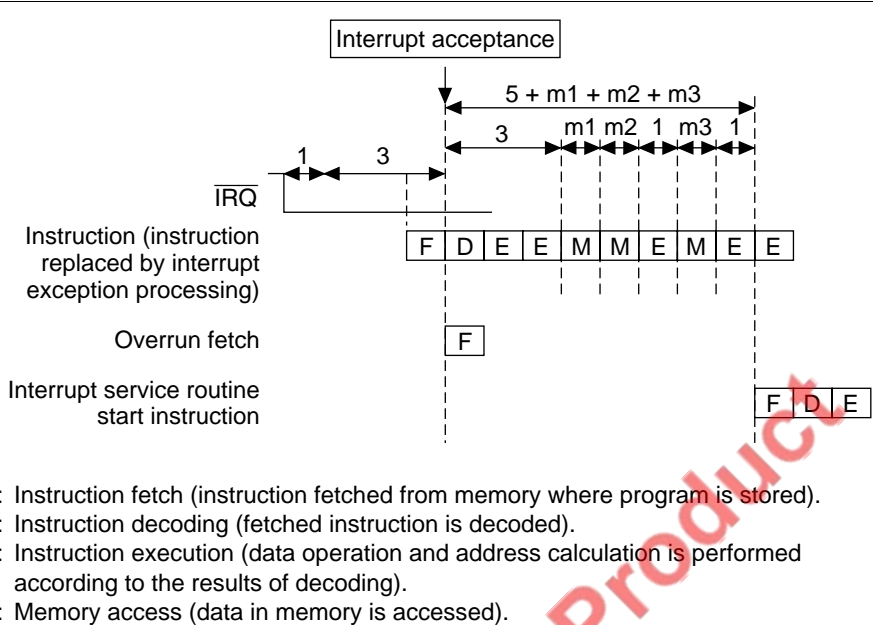 Interrupt acceptance
5 + m1 + m2 + m3
3 m1 m2 1 m3 1
1 3
IRQ
Instruction (instruction
replaced by interrupt
exception processing)
F D E E M M E M E E
Overrun fetch
F
Interrupt service routine
start instruction
F D E
: Instruction fetch (instruction fetched from memory where program is stored).
: Instruction decoding (fetched instruction is decoded).
: Instruction execution (data operation and address calculation is performed
according to the results of decoding).
: Memory access (data in memory is accessed).
Product